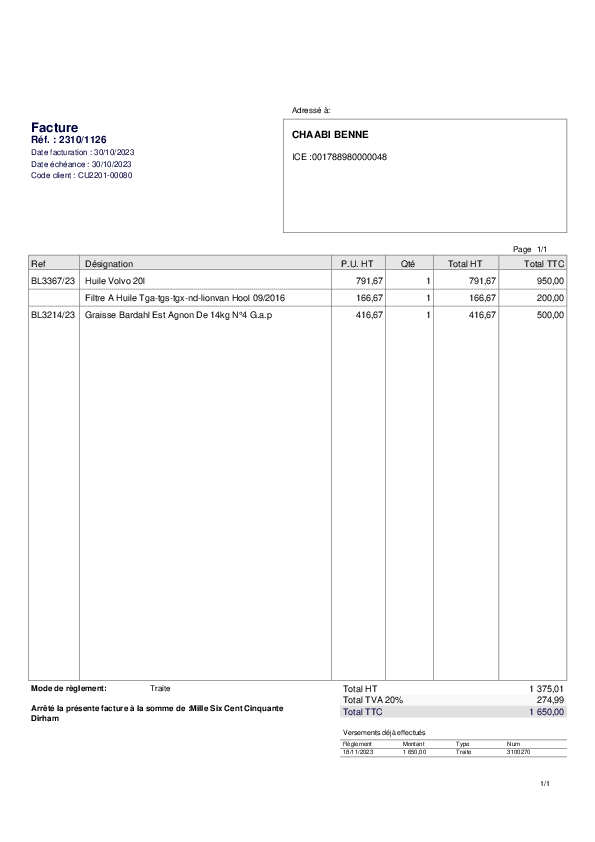 Adressé à:
Facture
Réf. : 2310/1126
Date facturation : 30/10/2023
Date échéance : 30/10/2023
Code client : CU2201-00080
CHAABI BENNE
ICE :001788980000048
Page 1/1
Ref Désignation P.U. HT Qté Total HT Total TTC
BL3367/23 Huile Volvo 20l 791,67 1 791,67 950,00
Filtre A Huile Tga-tgs-tgx-nd-lionvan Hool 09/2016 166,67 1 166,67 200,00
BL3214/23 Graisse Bardahl Est Agnon De 14kg N°4 G.a.p 416,67 1 416,67 500,00
Mode de règlement: Traite
Total HT 1 375,01
Total TVA 20% 274,99
Total TTC 1 650,00
Arrêté la présente facture à la somme de :Mille Six Cent Cinquante
Dirham
Versements déjà effectués
Règlement Montant Type Num
18/11/2023 1 650,00 Traite 3100270
1/1